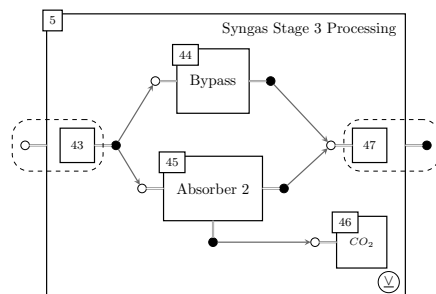 5
Syngas Stage 3 Processing
44
Bypass
43
47
45
Absorber 2
46
CO₂
V